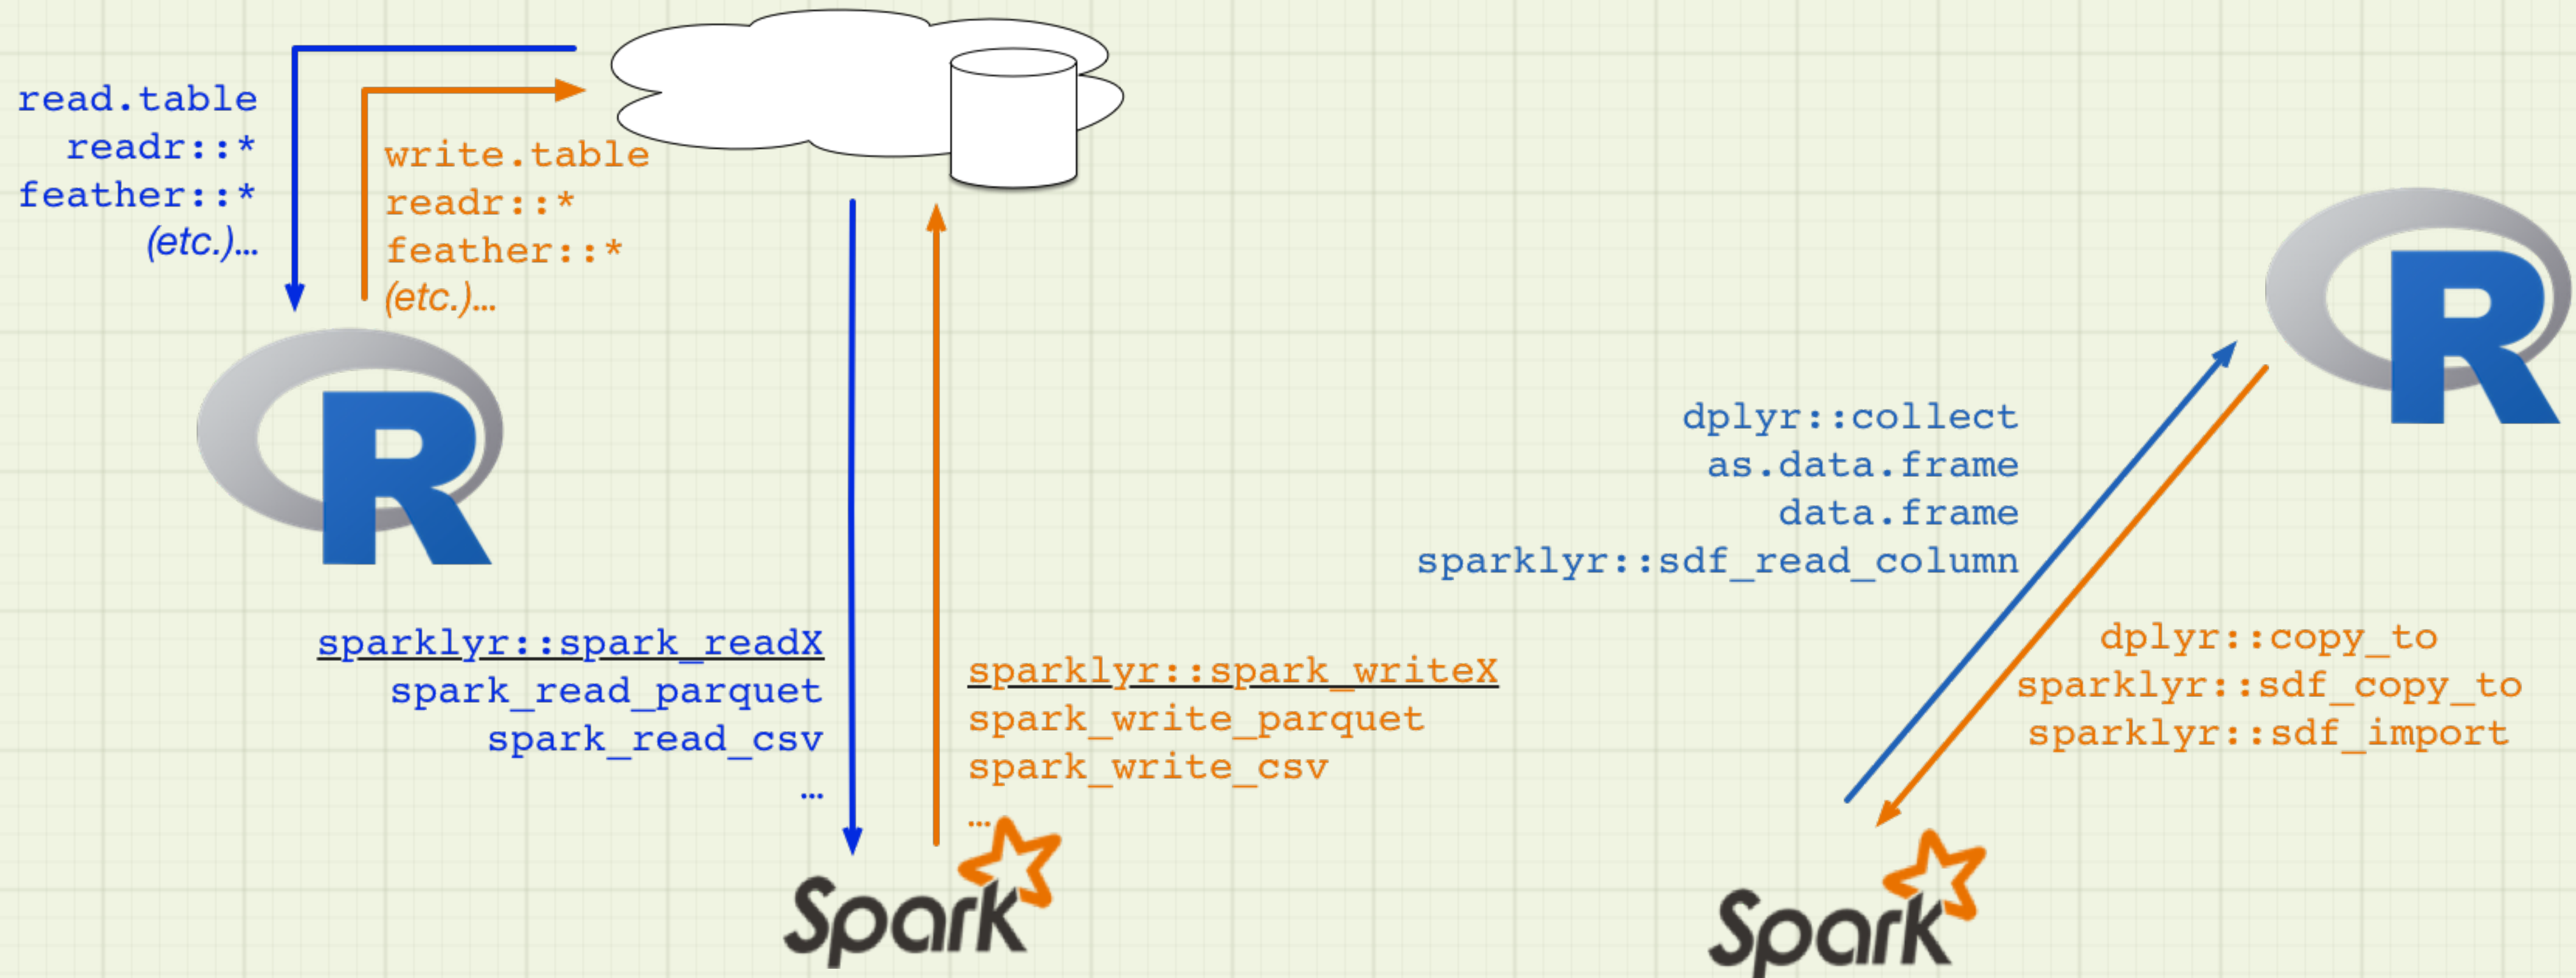 read.table
readr::*
feather::*
(etc.)…
write.table
readr::*
feather::*
(etc.)…
R
sparklyr::spark_readX
spark_read_parquet
spark_read_csv
…
sparklyr::spark_writeX
spark_write_parquet
spark_write_csv
…
Spark
R
dplyr::collect
as.data.frame
data.frame
sparklyr::sdf_read_column
dplyr::copy_to
sparklyr::sdf_copy_to
sparklyr::sdf_import
Spark